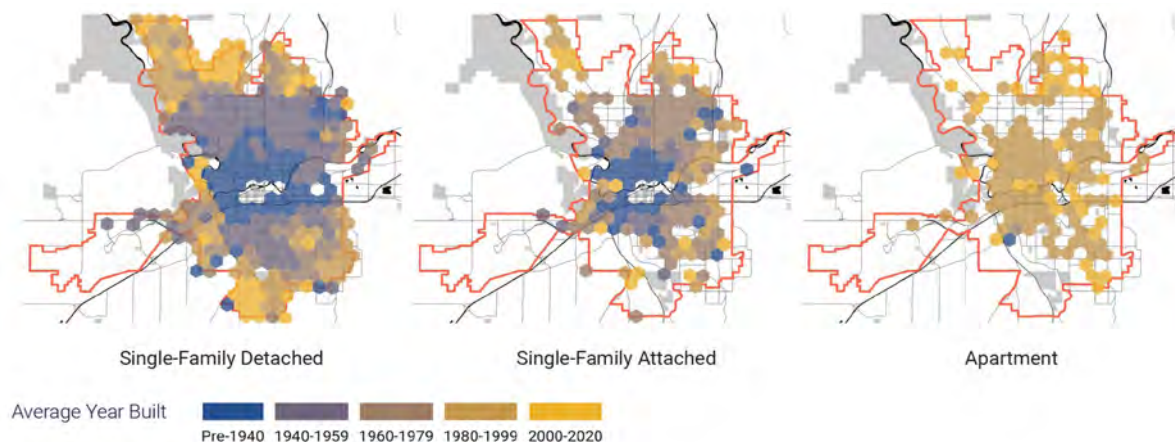 Single-Family Detached
Single-Family Attached
Apartment
Average Year Built
Pre-1940
1940-1959
1960-1979
1980-1999
2000-2020